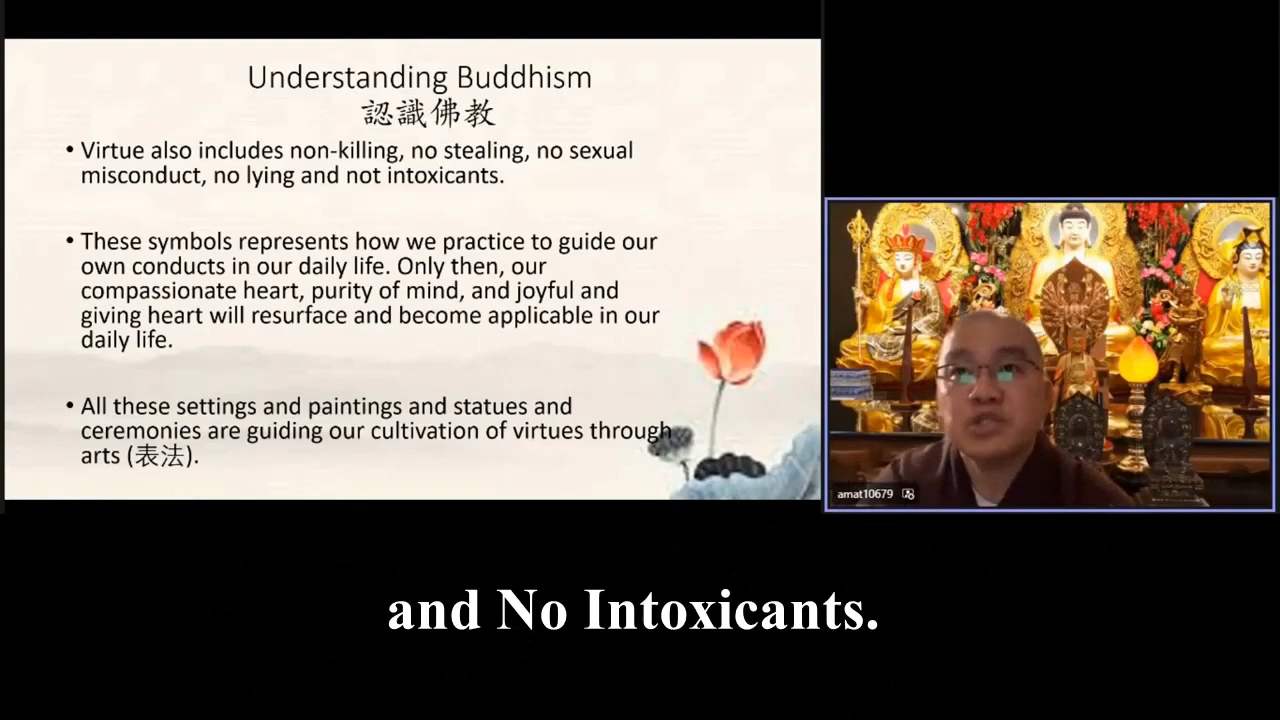 Understanding Buddhism
認識佛教
• Virtue also includes non-killing, no stealing, no sexual
misconduct, no lying and not intoxicants.
• These symbols represents how we practice to guide our
own conducts in our daily life. Only then, our
compassionate heart, purity of mind, and joyful and
giving heart will resurface and become applicable in our
daily life.
• All these settings and paintings and statues and
ceremonies are guiding our cultivation of virtues through
arts (表法).
amat10679
and No Intoxicants.